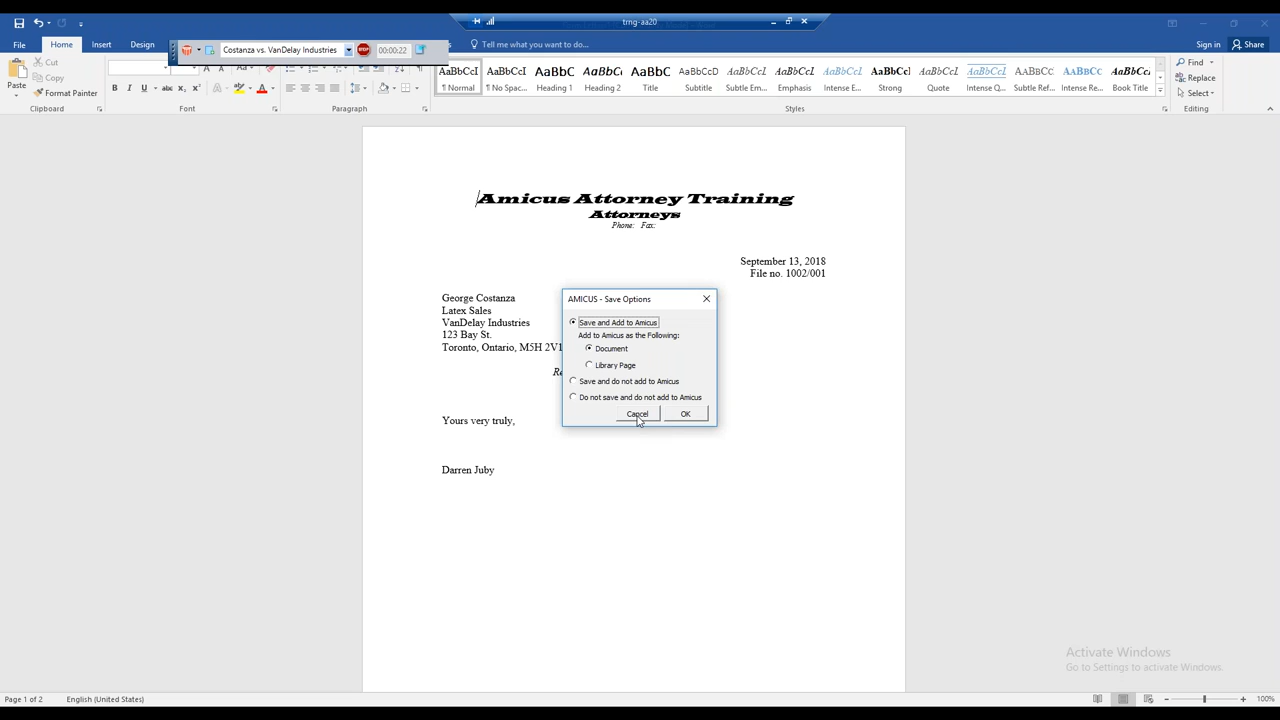 trng-aa20
File Home Insert Design
Costanza vs. VanDelay Industries
STOP
00:00:22
Tell me what you want to do...
Sign in Share
Paste
Cut
Copy
Format Painter
Clipboard
B I U abc x₂ x² A A
Font
Paragraph
AaBbCcI AaBbCcI AaBbC AaBbCc AaBbC AaBbCcD AaBbCcI AaBbCcI AaBbCcI AaBbCcI AaBbCcI AaBbCcI AABBCC AABBCC AaBbCcI
¶ Normal ¶ No Spac... Heading 1 Heading 2 Title Subtitle Subtle Em... Emphasis Intense E... Strong Quote Intense Q... Subtle Ref... Intense Re... Book Title
Styles
Find
Replace
Select
Editing
Amicus Attorney Training
Attorneys
Phone: Fax:
September 13, 2018
File no. 1002/001
George Costanza
Latex Sales
VanDelay Industries
123 Bay St.
Toronto, Ontario, M5H 2V1
Re
Yours very truly,
Darren Juby
AMICUS - Save Options
Save and Add to Amicus
Add to Amicus as the Following:
Document
Library Page
Save and do not add to Amicus
Do not save and do not add to Amicus
Cancel OK
Activate Windows
Go to Settings to activate Windows.
Page 1 of 2 English (United States)
100%